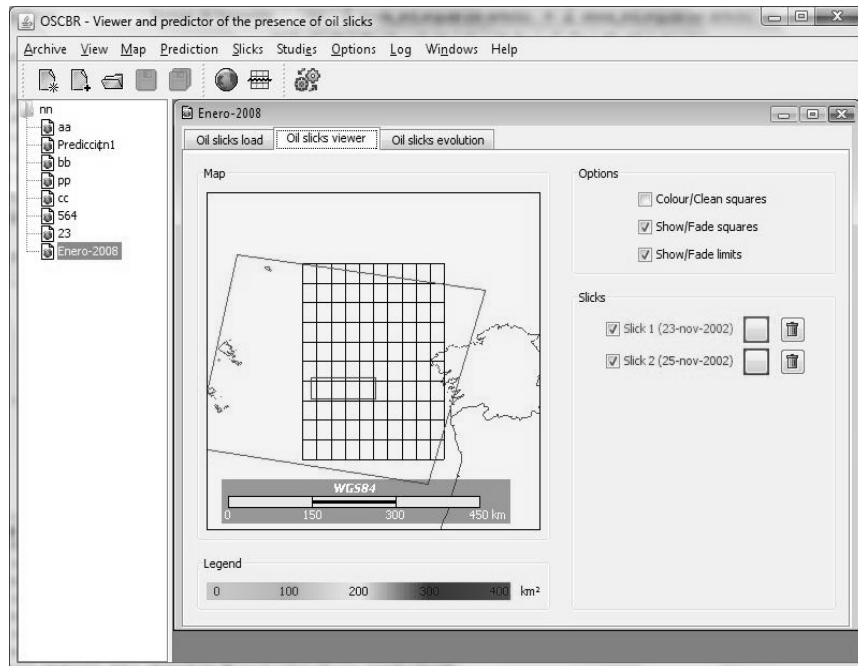 OSCBR - Viewer and predictor of the presence of oil slicks
Archive View Map Prediction Slicks Studies Options Log Windows Help
nn
aa
Predicci¢n1
bb
pp
cc
564
23
Enero-2008
Enero-2008
Oil slicks load Oil slicks viewer Oil slicks evolution
Map
WGS84
0 150 300 450 km
Legend
0 100 200 300 400 km²
Options
Colour/Clean squares
Show/Fade squares
Show/Fade limits
Slicks
Slick 1 (23-nov-2002)
Slick 2 (25-nov-2002)